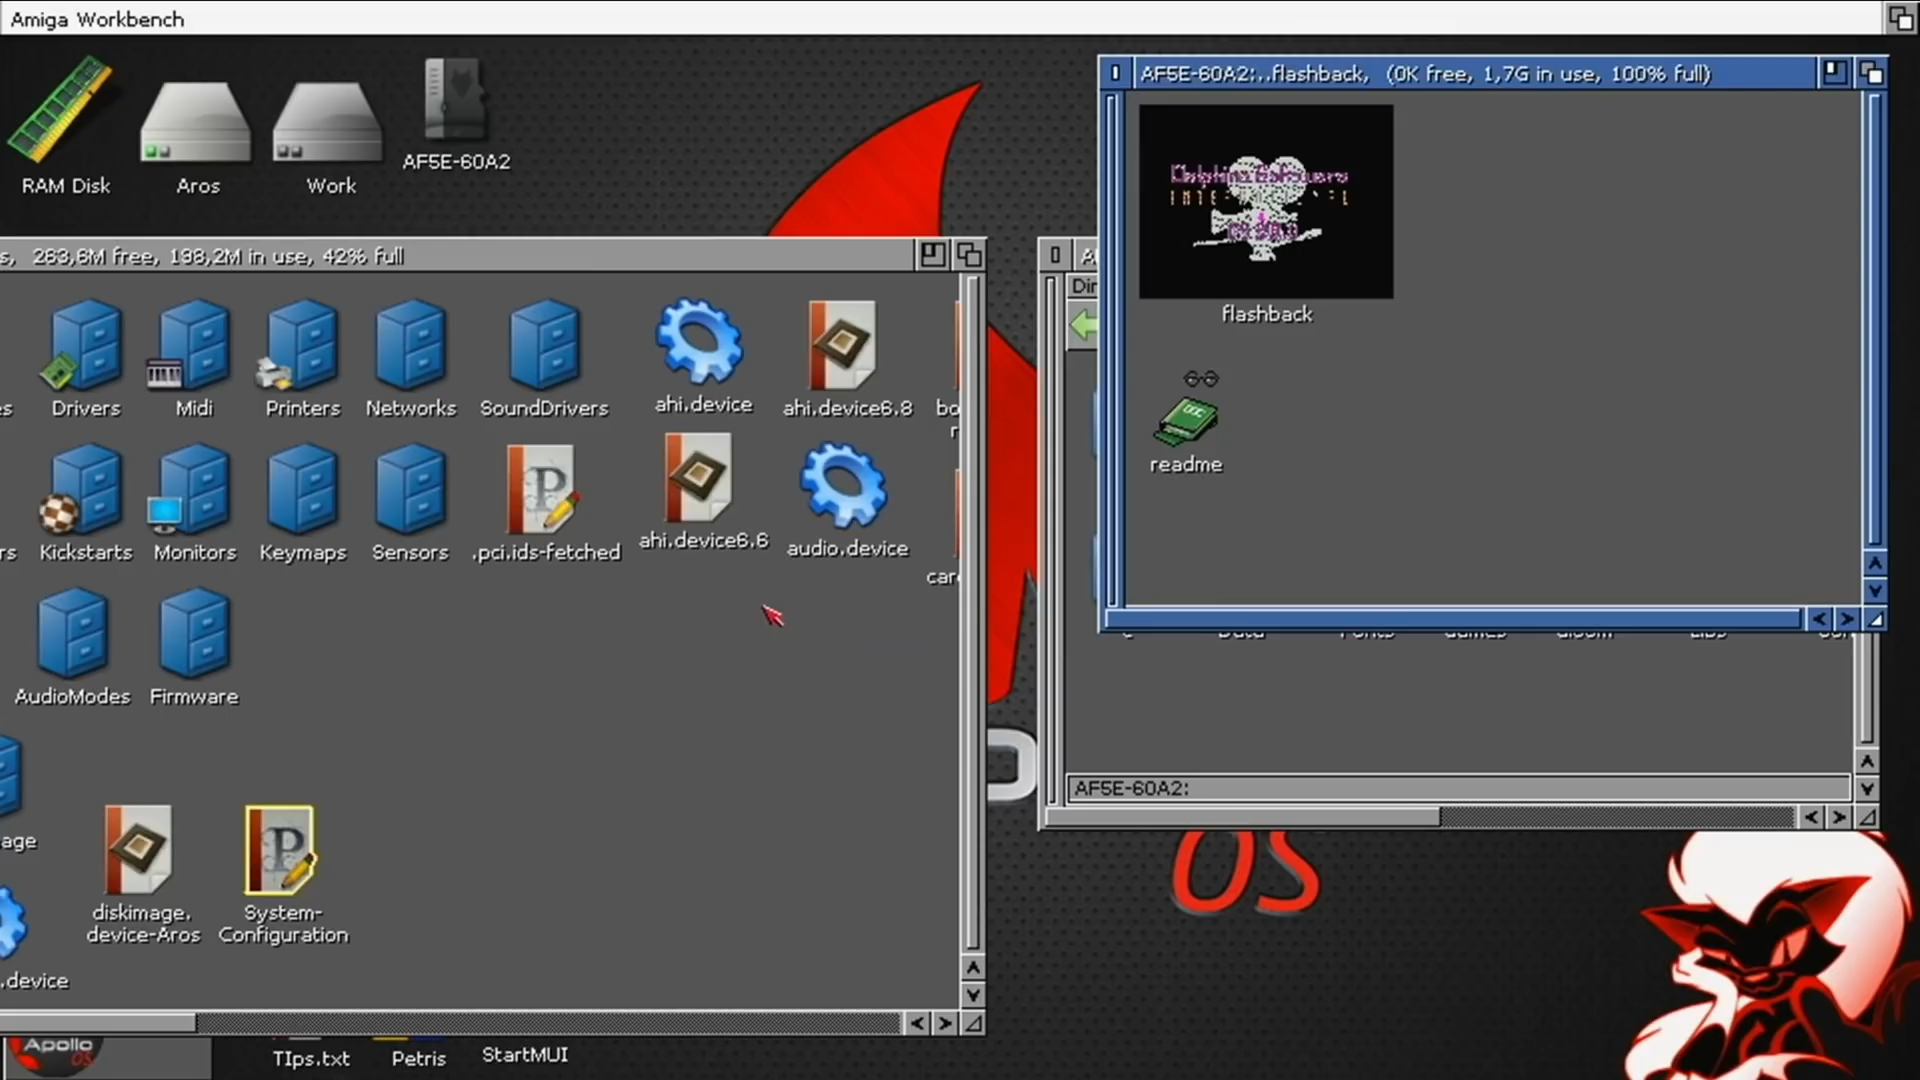 Amiga Workbench
RAM Disk
Aros
Work
AF5E-60A2
AF5E-60A2:..flashback, (0K free, 1,7G in use, 100% full)
flashback
readme
s, 283,6M free, 198,2M in use, 42% full
Drivers
Midi
Printers
Networks
SoundDrivers
ahi.device
ahi.device6.8
Kickstarts
Monitors
Keymaps
Sensors
.pci.ids-fetched
ahi.device6.6
audio.device
AudioModes
Firmware
age
diskimage.
device-Aros
System-
Configuration
.device
AF5E-60A2:
OS
Apollo
OS
TIps.txt
Petris
StartMUI